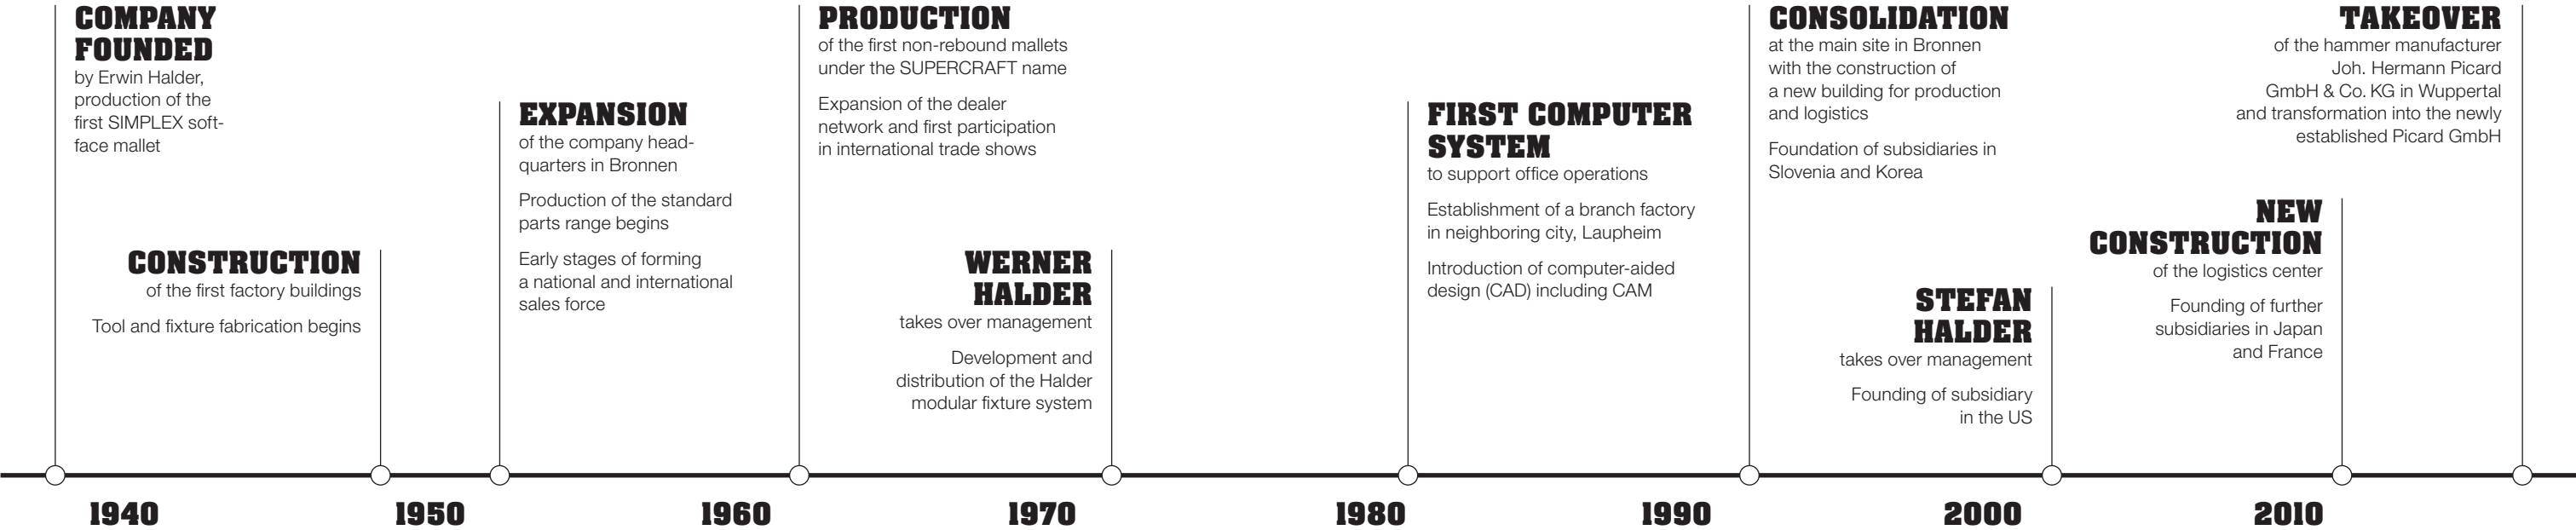 COMPANY
FOUNDED
by Erwin Halder,
production of the
first SIMPLEX soft-
face mallet
CONSTRUCTION
of the first factory buildings
Tool and fixture fabrication begins
EXPANSION
of the company head-
quarters in Bronnen
Production of the standard
parts range begins
Early stages of forming
a national and international
sales force
PRODUCTION
of the first non-rebound mallets
under the SUPERCRAFT name
Expansion of the dealer
network and first participation
in international trade shows
WERNER
HALDER
takes over management
Development and
distribution of the Halder
modular fixture system
FIRST COMPUTER
SYSTEM
to support office operations
Establishment of a branch factory
in neighboring city, Laupheim
Introduction of computer-aided
design (CAD) including CAM
CONSOLIDATION
at the main site in Bronnen
with the construction of
a new building for production
and logistics
Foundation of subsidiaries in
Slovenia and Korea
STEFAN
HALDER
takes over management
Founding of subsidiary
in the US
NEW
CONSTRUCTION
of the logistics center
Founding of further
subsidiaries in Japan
and France
TAKEOVER
of the hammer manufacturer
Joh. Hermann Picard
GmbH & Co. KG in Wuppertal
and transformation into the newly
established Picard GmbH
1940
1950
1960
1970
1980
1990
2000
2010